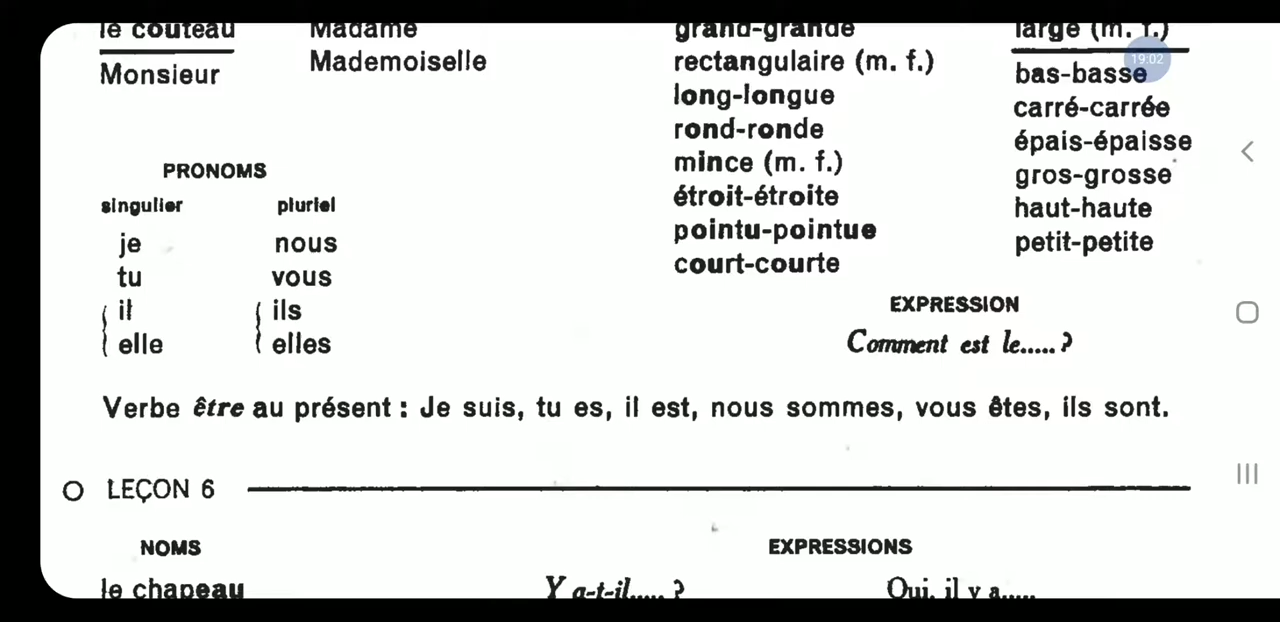 le couteau Madame grand-grande large (m. f.)
Monsieur Mademoiselle rectangulaire (m. f.) bas-basse
19:02
long-longue carré-carrée
rond-ronde épais-épaisse
mince (m. f.) gros-grosse
étroit-étroite haut-haute
pointu-pointue petit-petite
court-courte
PRONOMS
singulier pluriel
je nous
tu vous
il ils
elle elles
EXPRESSION
Comment est le.....?
Verbe être au présent : Je suis, tu es, il est, nous sommes, vous êtes, ils sont.
O LEÇON 6
NOMS EXPRESSIONS
le chapeau Y a-t-il.....? Oui, il y a.....